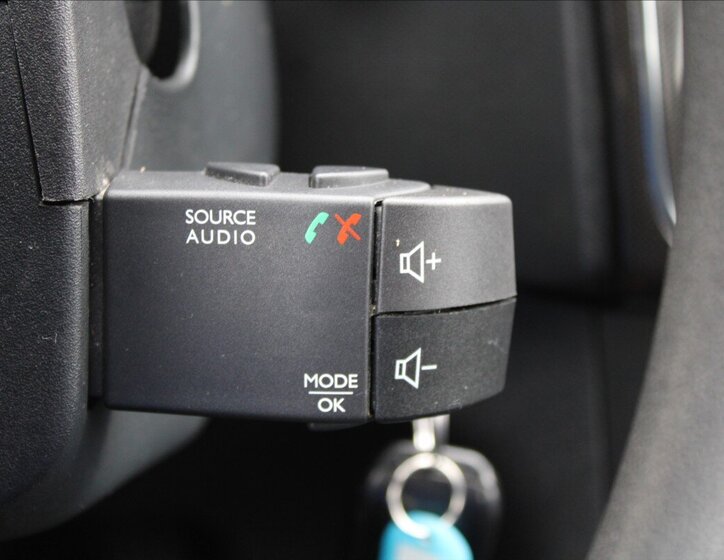 SOURCE
AUDIO
+
-
MODE
OK